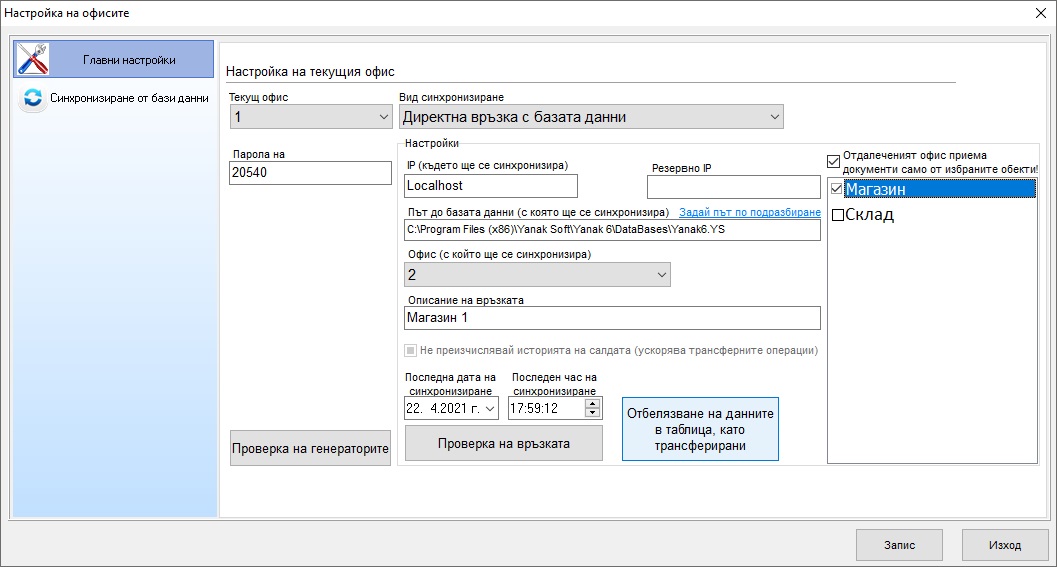 Настройка на офисите
Главни настройки
Синхронизиране от бази данни
Настройка на текущия офис
Текущ офис
1
Вид синхронизиране
Директна връзка с базата данни
Парола на
20540
Настройки
IP (където ще се синхронизира)
Localhost
Резервно IP
Път до базата данни (с която ще се синхронизира)
Задай път по подразбиране
C:\Program Files (x86)\Yanak Soft\Yanak 6\DataBases\Yanak6.YS
Офис (с който ще се синхронизира)
2
Описание на връзката
Магазин 1
Не преизчислявай историята на салдата (ускорява трансферните операции)
Последна дата на
синхронизиране
22. 4.2021 г.
Последен час на
синхронизиране
17:59:12
Проверка на генераторите
Проверка на връзката
Отбелязване на данните
в таблица, като
трансферирани
Отдалеченият офис приема
документи само от избраните обекти!
Магазин
Склад
Запис
Изход